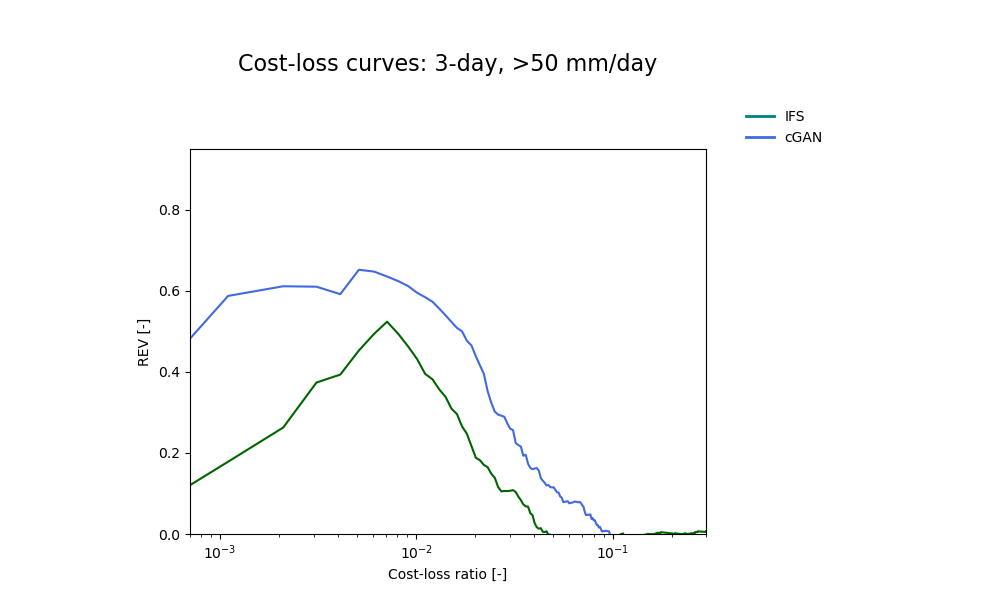 Cost-loss curves: 3-day, >50 mm/day
IFS
cGAN
0.8
0.6
0.4
0.2
0.0
REV [-]
10⁻³
10⁻²
10⁻¹
Cost-loss ratio [-]